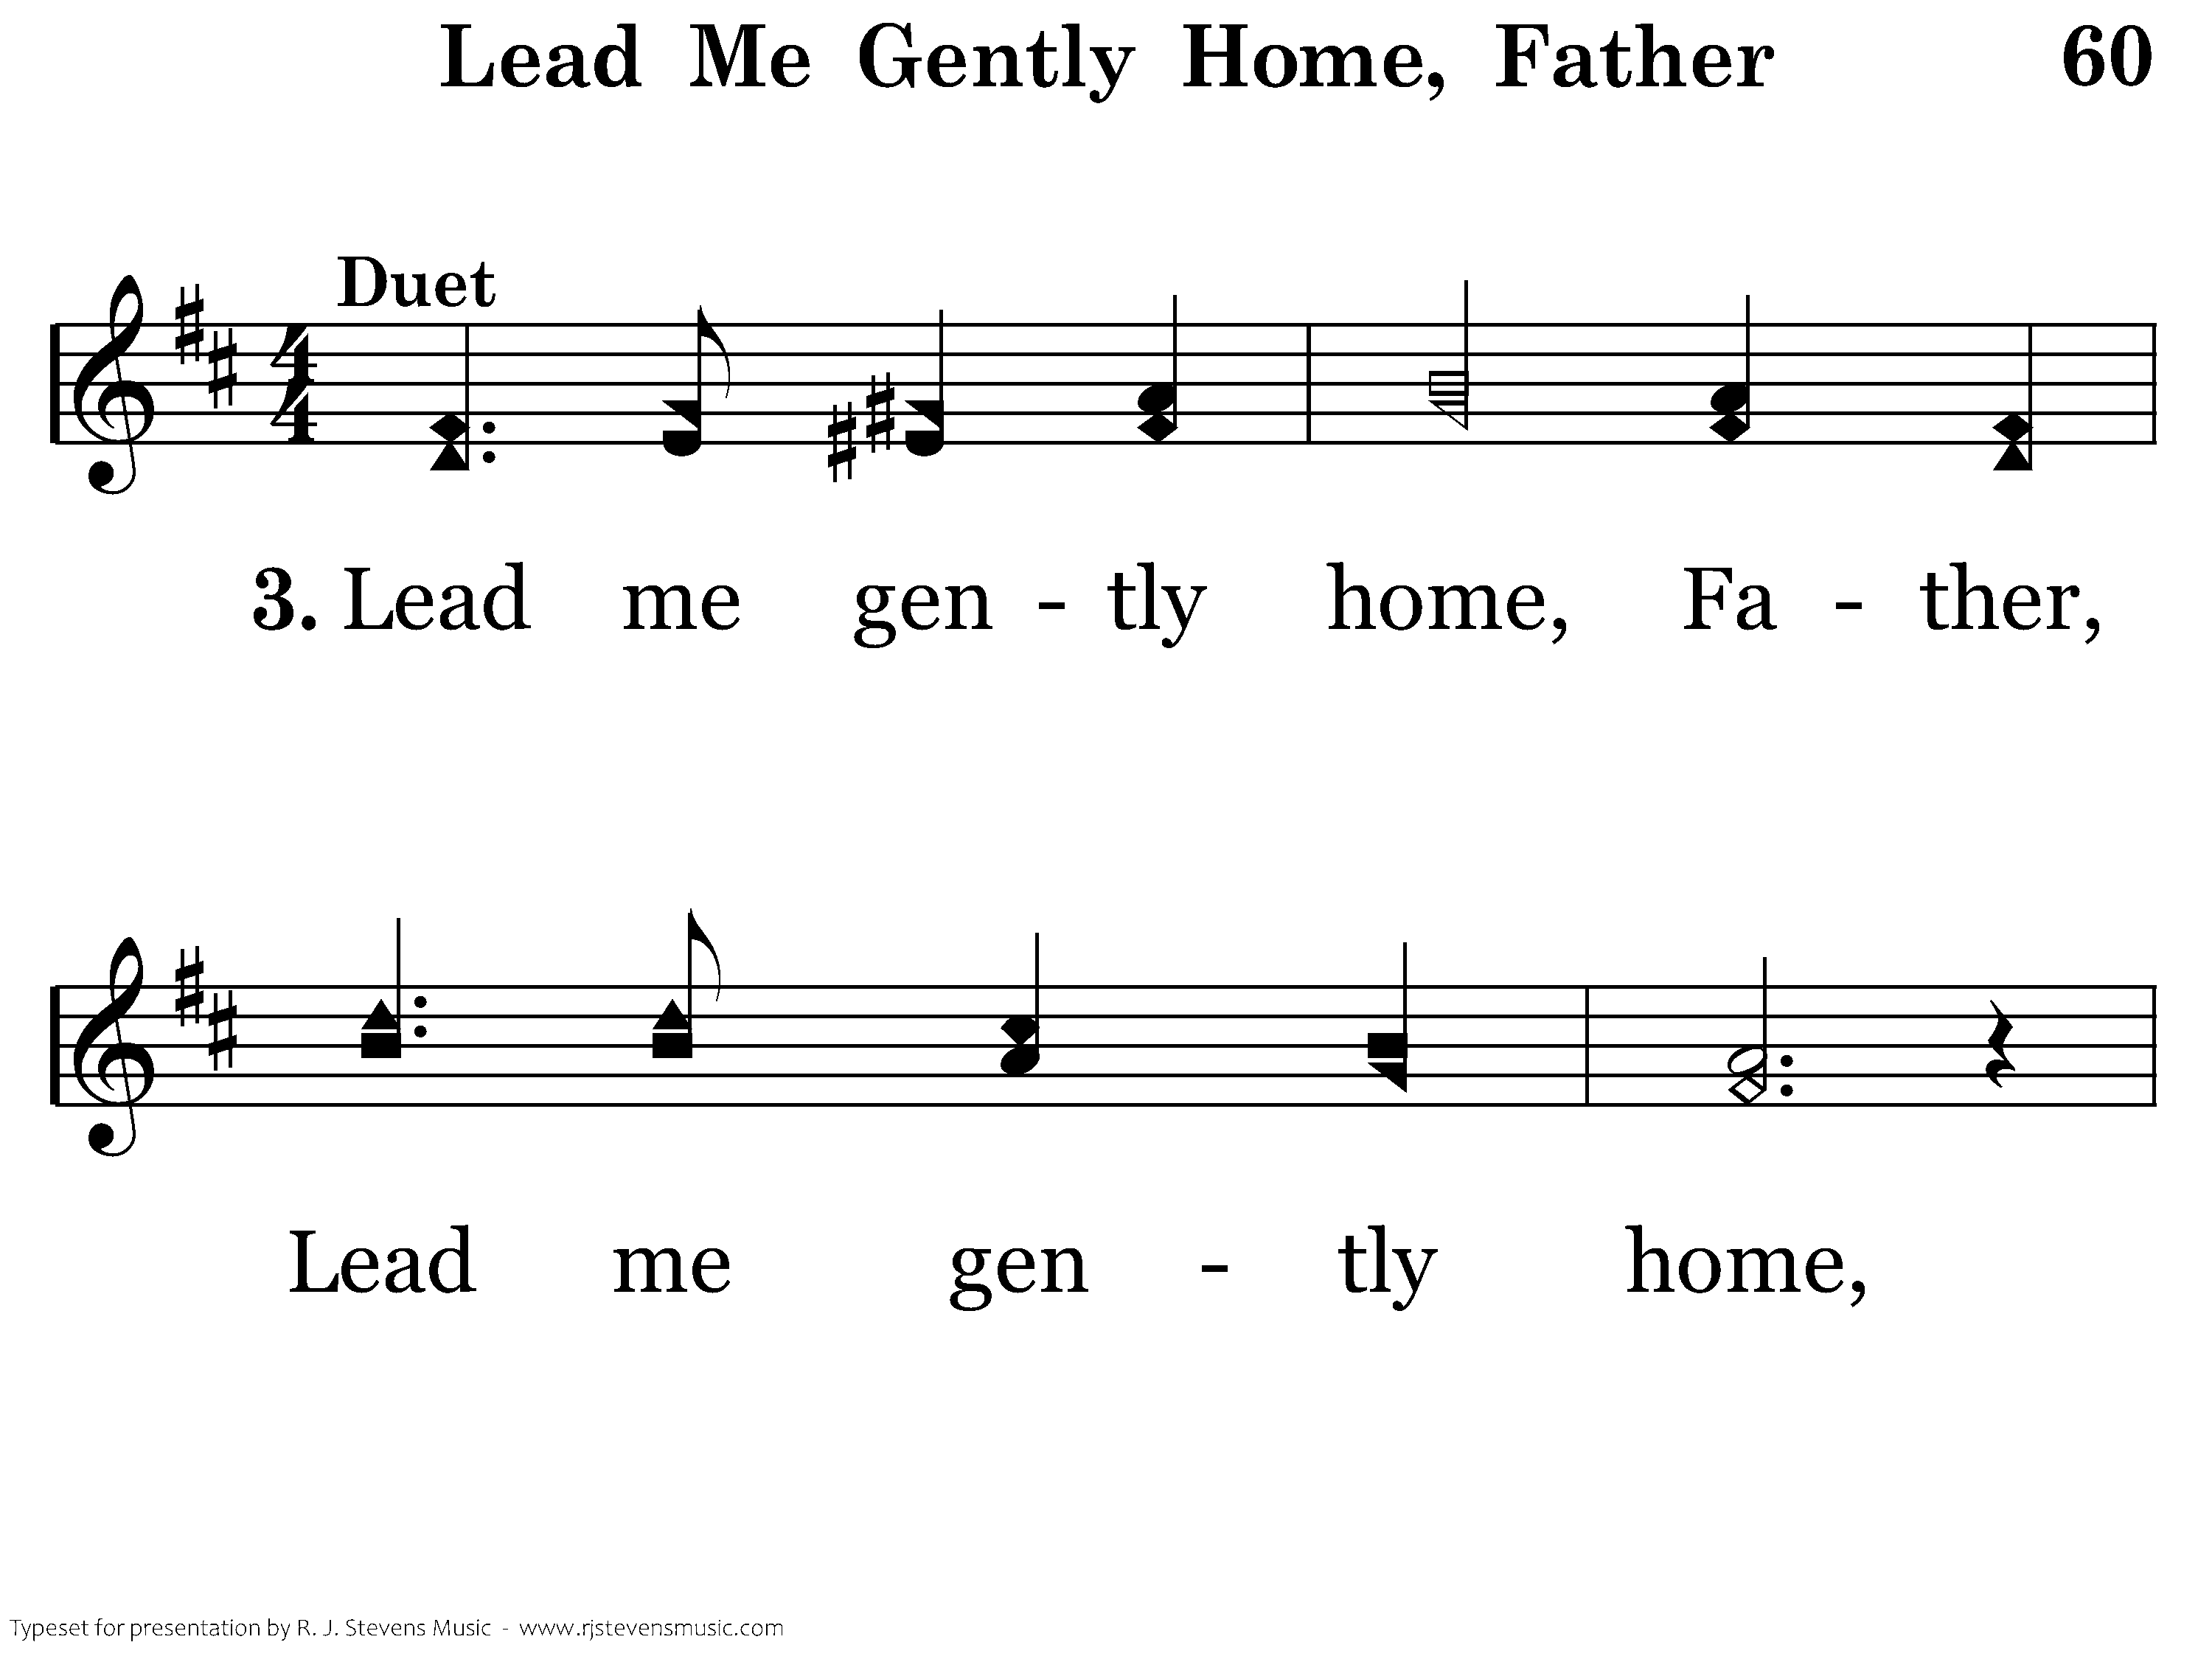 Lead Me Gently Home, Father 60
Duet
3. Lead me gen - tly home, Fa - ther,
Lead me gen - tly home,
Typeset for presentation by R. J. Stevens Music - www.rjstevensmusic.com